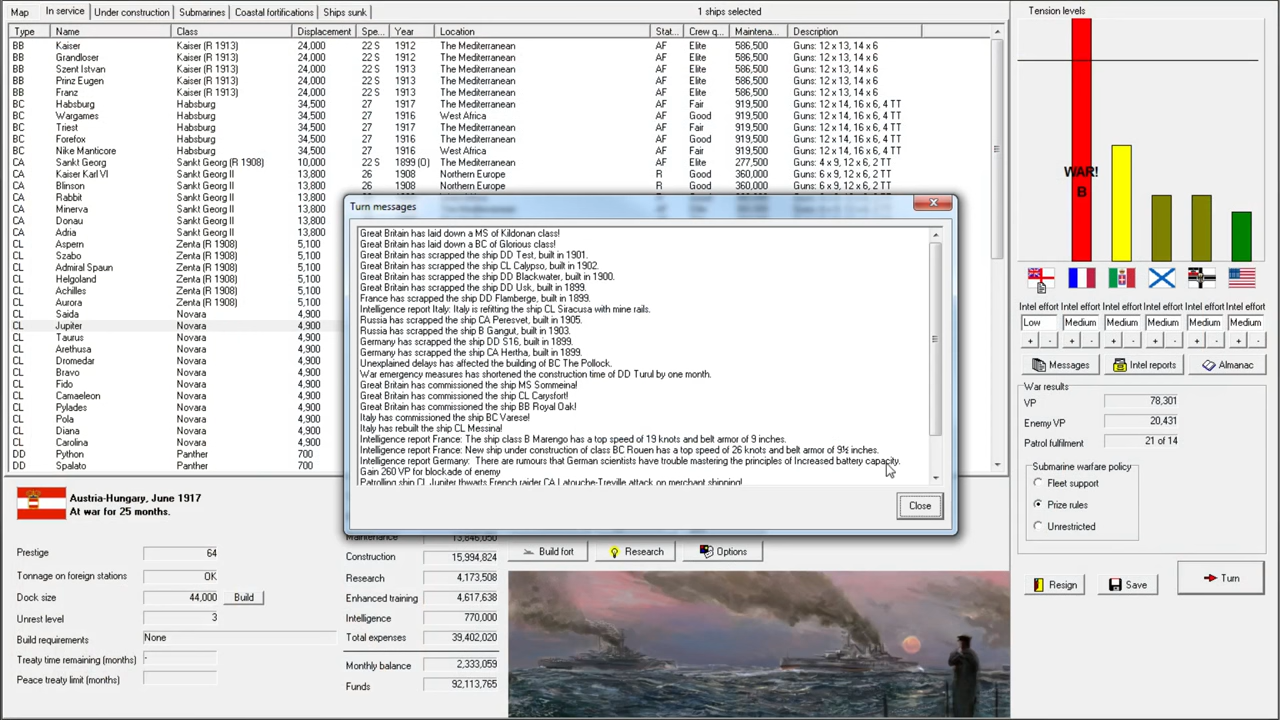 Map In service Under construction Submarines Coastal fortifications Ships sunk 1 ships selected Tension levels
Type Name Class Displacement Spe... Year Location Stat... Crew q... Maintena... Description
BB Kaiser Kaiser (R 1913) 24,000 22 S 1912 The Mediterranean AF Elite 586,500 Guns: 12 x 13, 14 x 6
BB Grandloser Kaiser (R 1913) 24,000 22 S 1912 The Mediterranean AF Elite 586,500 Guns: 12 x 13, 14 x 6
BB Szent Istvan Kaiser (R 1913) 24,000 22 S 1913 The Mediterranean AF Elite 586,500 Guns: 12 x 13, 14 x 6
BB Prinz Eugen Kaiser (R 1913) 24,000 22 S 1913 The Mediterranean AF Elite 586,500 Guns: 12 x 13, 14 x 6
BB Franz Kaiser (R 1913) 24,000 22 S 1913 The Mediterranean AF Elite 586,500 Guns: 12 x 13, 14 x 6
BC Habsburg Habsburg 34,500 27 1917 The Mediterranean AF Fair 919,500 Guns: 12 x 14, 16 x 6, 4 TT
BC Wargames Habsburg 34,500 27 1916 West Africa AF Good 919,500 Guns: 12 x 14, 16 x 6, 4 TT
BC Triest Habsburg 34,500 27 1917 The Mediterranean AF Fair 919,500 Guns: 12 x 14, 16 x 6, 4 TT
BC Forefox Habsburg 34,500 27 1916 The Mediterranean AF Good 919,500 Guns: 12 x 14, 16 x 6, 4 TT
BC Nike Manticore Habsburg 34,500 27 1916 West Africa AF Good 919,500 Guns: 12 x 14, 16 x 6, 4 TT
CA Sankt Georg Sankt Georg (R 1908) 10,000 22 S 1899 (O) The Mediterranean AF Elite 277,500 Guns: 4 x 9, 12 x 6, 2 TT
CA Kaiser Karl VI Sankt Georg II 13,800 26 1908 Northern Europe R Good 360,000 Guns: 6 x 9, 12 x 6, 2 TT
CA Blinson Sankt Georg II 13,800 26 1908 Northern Europe R Good 360,000 Guns: 6 x 9, 12 x 6, 2 TT
CA Rabbit Sankt Georg II 13,800
CA Minerva Sankt Georg II 13,800
CA Donau Sankt Georg II 13,800
CA Adria Sankt Georg II 13,800
CL Aspern Zenta (R 1908) 5,100
CL Szabo Zenta (R 1908) 5,100
CL Admiral Spaun Zenta (R 1908) 5,100
CL Helgoland Zenta (R 1908) 5,100
CL Achilles Zenta (R 1908) 5,100
CL Aurora Zenta (R 1908) 5,100
CL Saida Novara 4,900
CL Jupiter Novara 4,900
CL Taurus Novara 4,900
CL Arethusa Novara 4,900
CL Dromedar Novara 4,900
CL Bravo Novara 4,900
CL Fido Novara 4,900
CL Camaeleon Novara 4,900
CL Pylades Novara 4,900
CL Pola Novara 4,900
CL Carolina Novara 4,900
DD Python Panther 700
DD Spalato Panther 700
Turn messages
Great Britain has laid down a MS of Kildonan class!
Great Britain has laid down a BC of Glorious class!
Great Britain has scrapped the ship DD Test, built in 1901.
Great Britain has scrapped the ship CL Calypso, built in 1902.
Great Britain has scrapped the ship DD Blackwater, built in 1900.
Great Britain has scrapped the ship DD Usk, built in 1899.
France has scrapped the ship DD Flamberge, built in 1899.
Intelligence report Italy: Italy is refitting the ship CL Siracusa with mine rails.
Russia has scrapped the ship CA Peresvet, built in 1905.
Russia has scrapped the ship B Gangut, built in 1903.
Germany has scrapped the ship DD S16, built in 1899.
Germany has scrapped the ship CA Hertha, built in 1899.
Unexplained delays has affected the building of BC The Pollock.
War emergency measures has shortened the construction time of DD Turul by one month.
Great Britain has commissioned the ship MS Sommeina!
Great Britain has commissioned the ship CL Carysfort!
Great Britain has commissioned the ship BB Royal Oak!
Italy has commissioned the ship BC Varese!
Italy has rebuilt the ship CL Messina!
Intelligence report France: The ship class B Marengo has a top speed of 19 knots and belt armor of 9 inches.
Intelligence report France: New ship under construction of class BC Rouen has a top speed of 26 knots and belt armor of 9½ inches.
Intelligence report Germany: There are rumours that German scientists have trouble mastering the principles of Increased battery capacity.
Gain 260 VP for blockade of enemy
Patrolling ship CL Jupiter thwarts French raider CA Latouche-Treville attack on merchant shipping!
Close
WAR!
B
Intel effort Intel effort Intel effort Intel effort Intel effort Intel effort
Low Medium Medium Medium Medium Medium
+ - + - + - + - + - + -
Messages Intel reports Almanac
War results
VP 78,301
Enemy VP 20,431
Patrol fulfilment 21 of 14
Submarine warfare policy
Fleet support
Prize rules
Unrestricted
Resign Save Turn
Austria-Hungary, June 1917
At war for 25 months.
Prestige 64
Tonnage on foreign stations OK
Dock size 44,000 Build
Unrest level 3
Build requirements None
Treaty time remaining (months) -
Peace treaty limit (months)
Maintenance 13,846,050
Construction 15,994,824
Research 4,173,508
Enhanced training 4,617,638
Intelligence 770,000
Total expenses 39,402,020
Monthly balance 2,333,059
Funds 92,113,765
Build fort Research Options